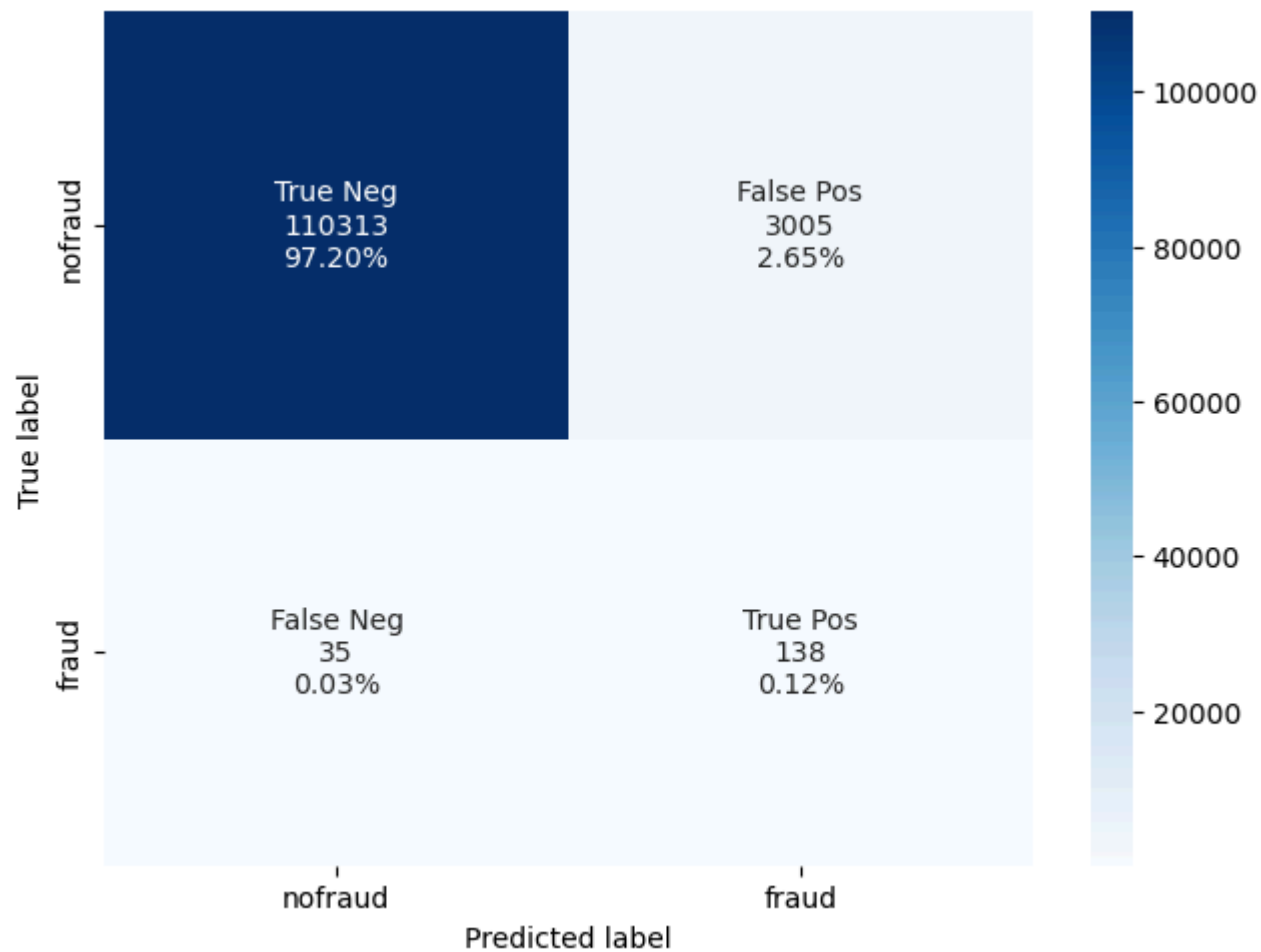 True Neg
110313
97.20%
False Pos
3005
2.65%
False Neg
35
0.03%
True Pos
138
0.12%
nofraud
fraud
True label
nofraud
fraud
Predicted label
100000
80000
60000
40000
20000